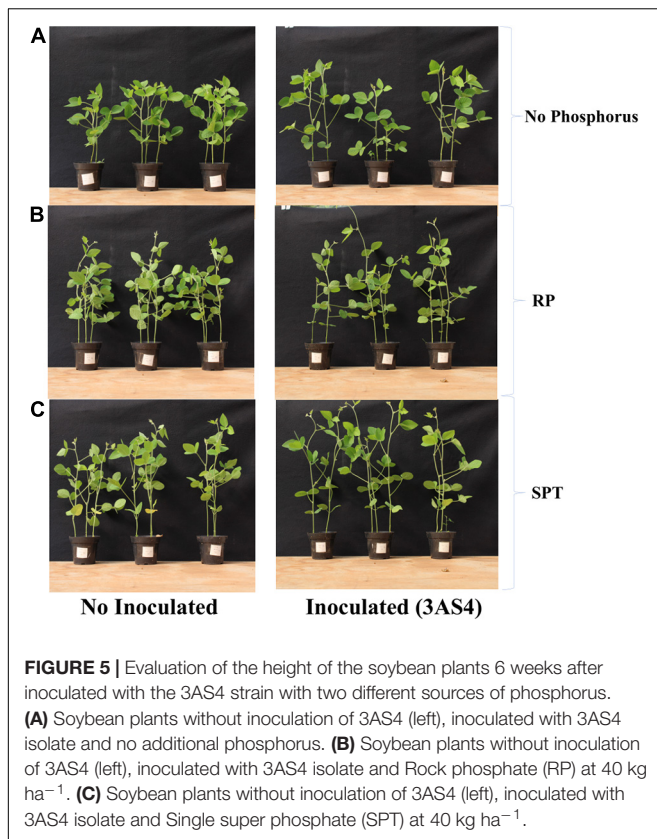 A
No Phosphorus
B
RP
C
SPT
No Inoculated
Inoculated (3AS4)
FIGURE 5 | Evaluation of the height of the soybean plants 6 weeks after
inoculated with the 3AS4 strain with two different sources of phosphorus.
(A) Soybean plants without inoculation of 3AS4 (left), inoculated with 3AS4
isolate and no additional phosphorus. (B) Soybean plants without inoculation
of 3AS4 (left), inoculated with 3AS4 isolate and Rock phosphate (RP) at 40 kg
ha⁻¹. (C) Soybean plants without inoculation of 3AS4 (left), inoculated with
3AS4 isolate and Single super phosphate (SPT) at 40 kg ha⁻¹.